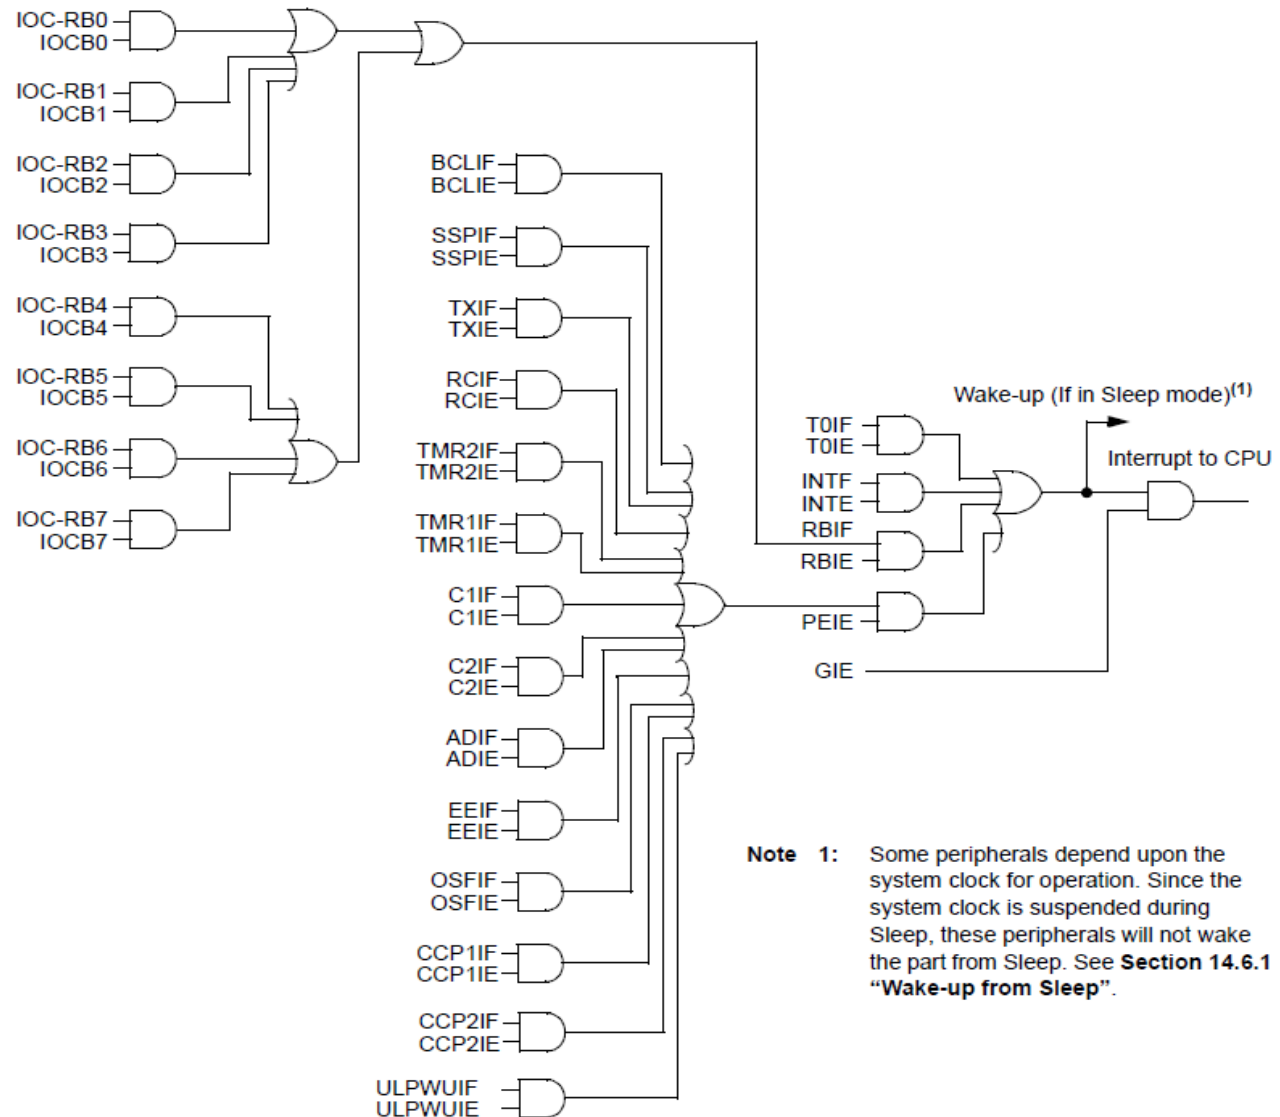 IOC-RB0
IOCB0
IOC-RB1
IOCB1
IOC-RB2
IOCB2
IOC-RB3
IOCB3
IOC-RB4
IOCB4
IOC-RB5
IOCB5
IOC-RB6
IOCB6
IOC-RB7
IOCB7
BCLIF
BCLIE
SSPIF
SSPIE
TXIF
TXIE
RCIF
RCIE
TMR2IF
TMR2IE
TMR1IF
TMR1IE
C1IF
C1IE
C2IF
C2IE
ADIF
ADIE
EEIF
EEIE
OSFIF
OSFIE
CCP1IF
CCP1IE
CCP2IF
CCP2IE
ULPWUIF
ULPWUIE
T0IF
T0IE
INTF
INTE
RBIF
RBIE
PEIE
GIE
Wake-up (If in Sleep mode)(1)
Interrupt to CPU
Note 1: Some peripherals depend upon the
system clock for operation. Since the
system clock is suspended during
Sleep, these peripherals will not wake
the part from Sleep. See Section 14.6.1
“Wake-up from Sleep”.